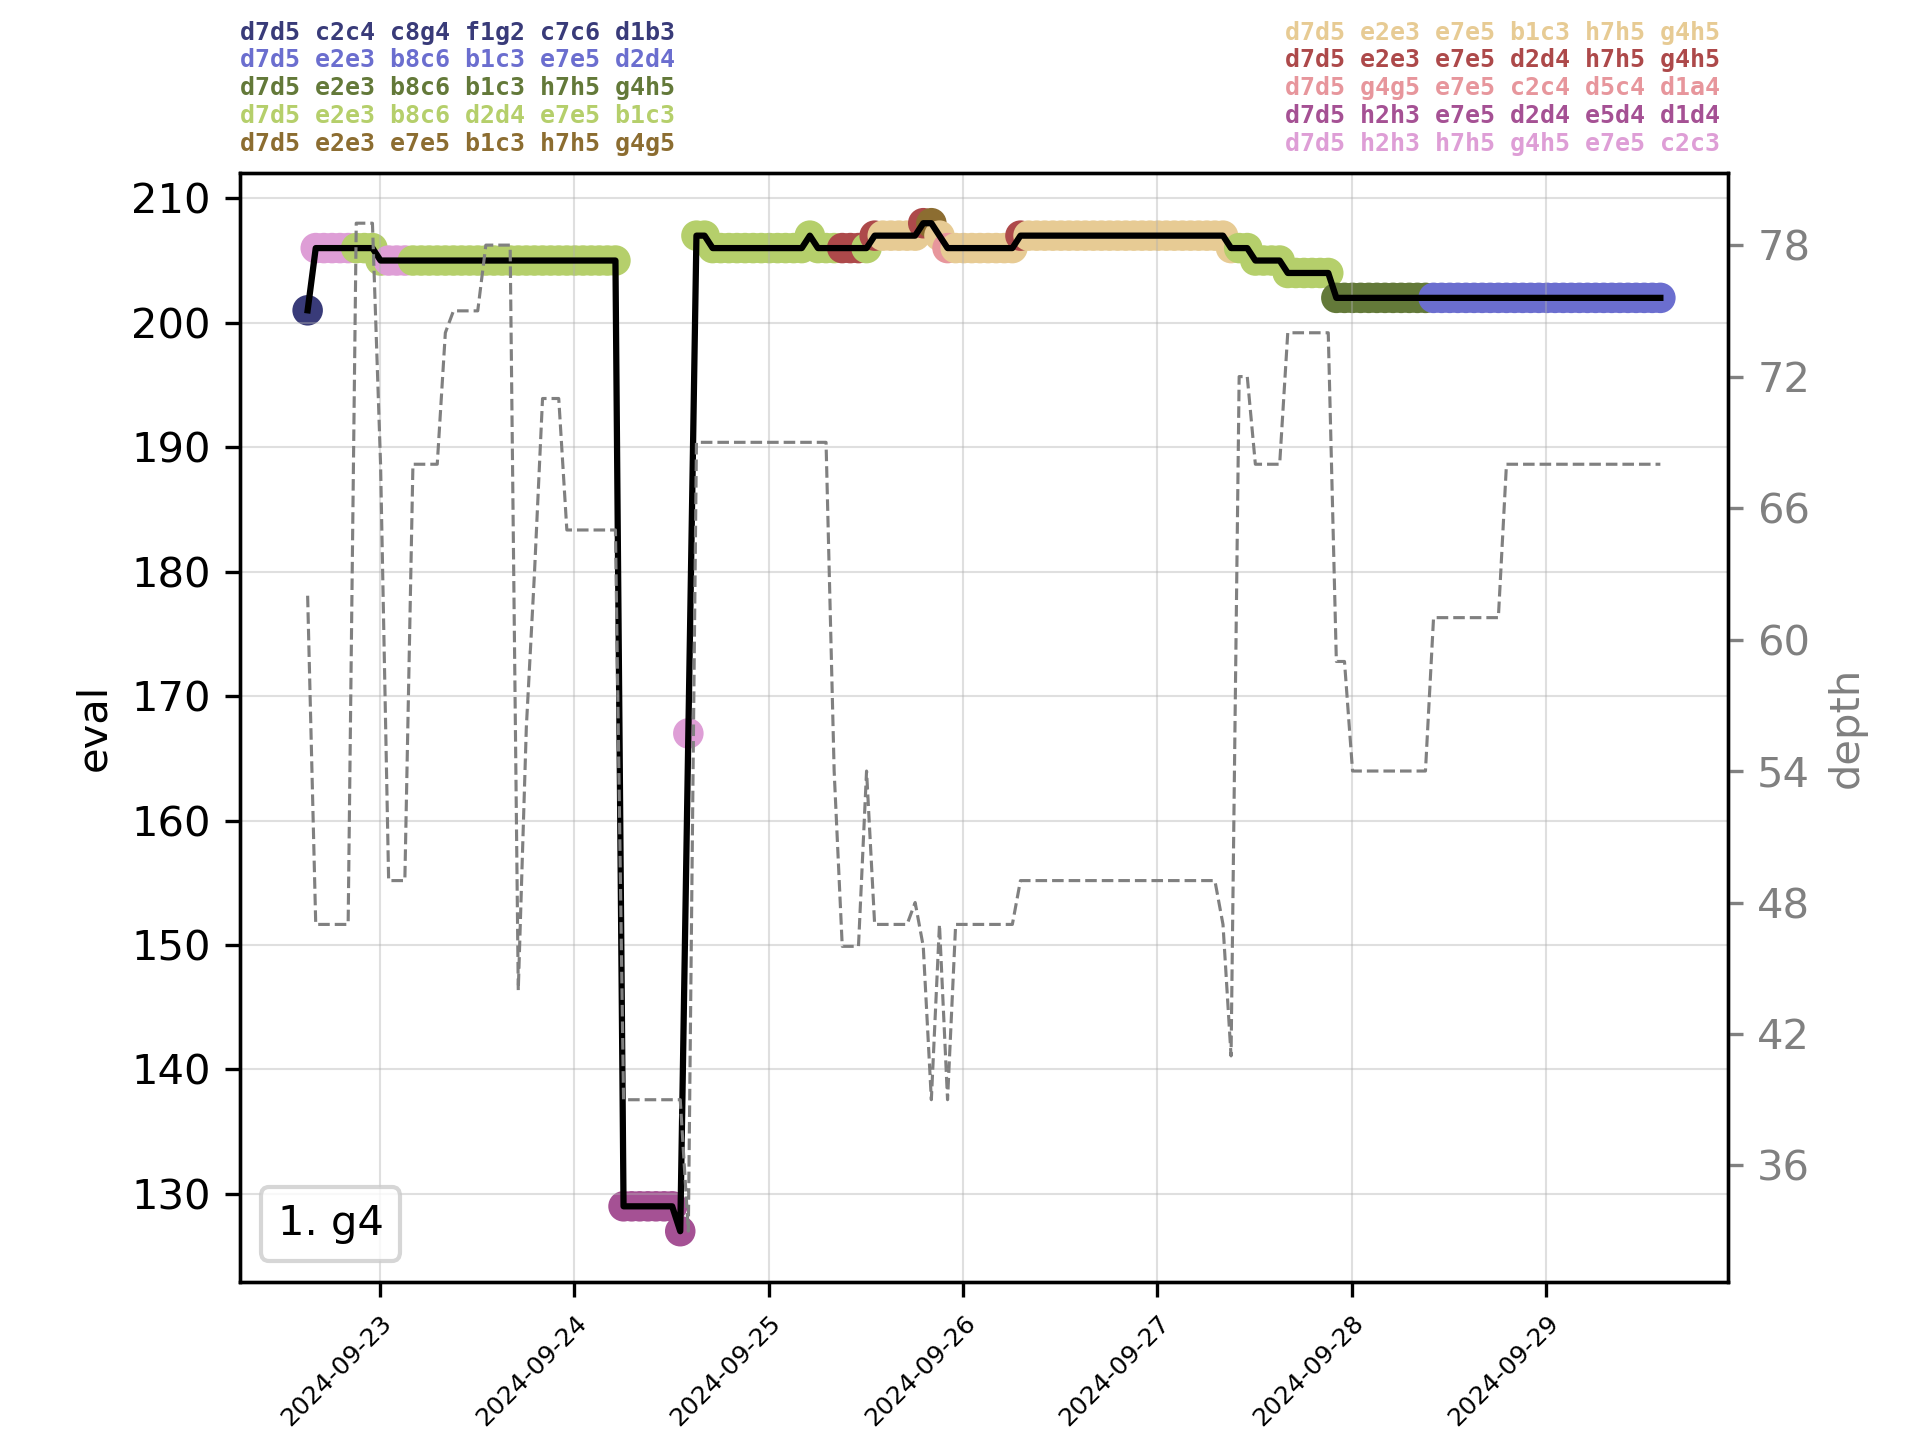 d7d5 c2c4 c8g4 f1g2 c7c6 d1b3
d7d5 e2e3 b8c6 b1c3 e7e5 d2d4
d7d5 e2e3 b8c6 b1c3 h7h5 g4h5
d7d5 e2e3 b8c6 d2d4 e7e5 b1c3
d7d5 e2e3 e7e5 b1c3 h7h5 g4g5
d7d5 e2e3 e7e5 b1c3 h7h5 g4h5
d7d5 e2e3 e7e5 d2d4 h7h5 g4h5
d7d5 g4g5 e7e5 c2c4 d5c4 d1a4
d7d5 h2h3 e7e5 d2d4 e5d4 d1d4
d7d5 h2h3 h7h5 g4h5 e7e5 c2c3
210
200
190
180
170
160
150
140
130
eval
78
72
66
60
54
48
42
36
depth
1. g4
2024-09-23
2024-09-24
2024-09-25
2024-09-26
2024-09-27
2024-09-28
2024-09-29